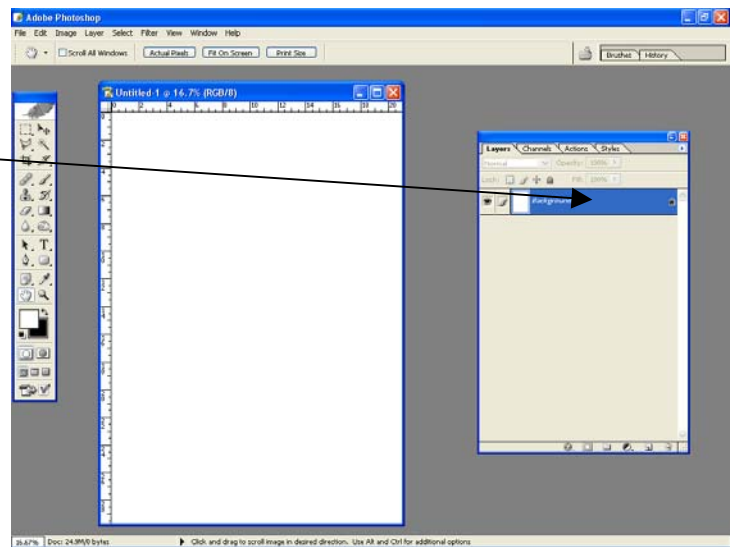 Adobe Photoshop
File Edit Image Layer Select Filter View Window Help
Scroll All Windows Actual Pixels Fit On Screen Print Size Brushes History
Untitled-1 @ 16.7% (RGB/8)
0 2 4 6 8 10 12 14 16 18 20
Layers Channels Actions Styles
Normal Opacity: 100%
Lock: Fill: 100%
Background
16.67% Doc: 24.9M/0 bytes Click and drag to scroll image in desired direction. Use Alt and Ctrl for additional options